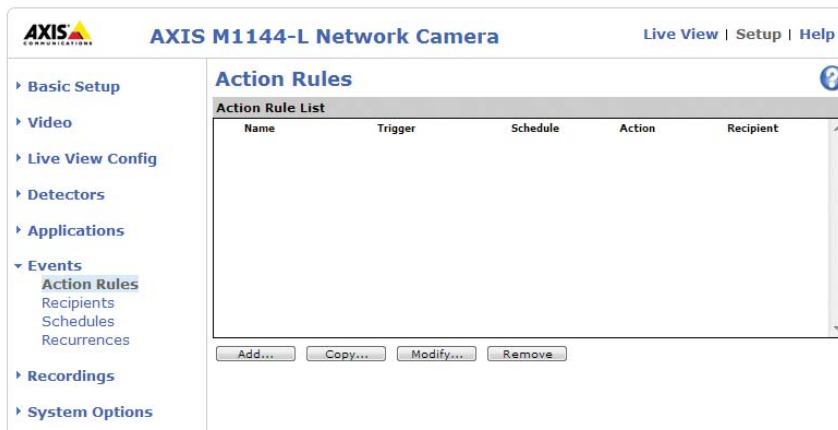 AXIS
COMMUNICATIONS
AXIS M1144-L Network Camera
Live View | Setup | Help
Basic Setup
Video
Live View Config
Detectors
Applications
Events
Action Rules
Recipients
Schedules
Recurrences
Recordings
System Options
Action Rules
?
Action Rule List
Name Trigger Schedule Action Recipient
Add... Copy... Modify... Remove